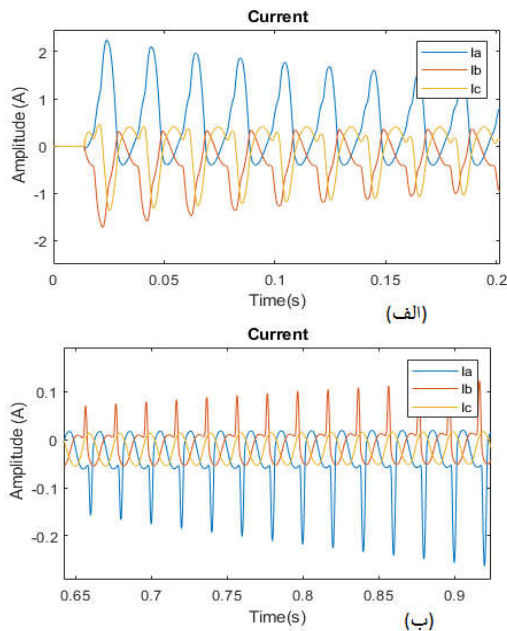 Current
2
1
0
-1
-2
Amplitude (A)
Ia
Ib
Ic
0
0.05
0.1
0.15
0.2
Time(s)
(الف)
Current
0.1
0
-0.1
-0.2
Amplitude (A)
Ia
Ib
Ic
0.65
0.7
0.75
0.8
0.85
0.9
Time(s)
(ب)